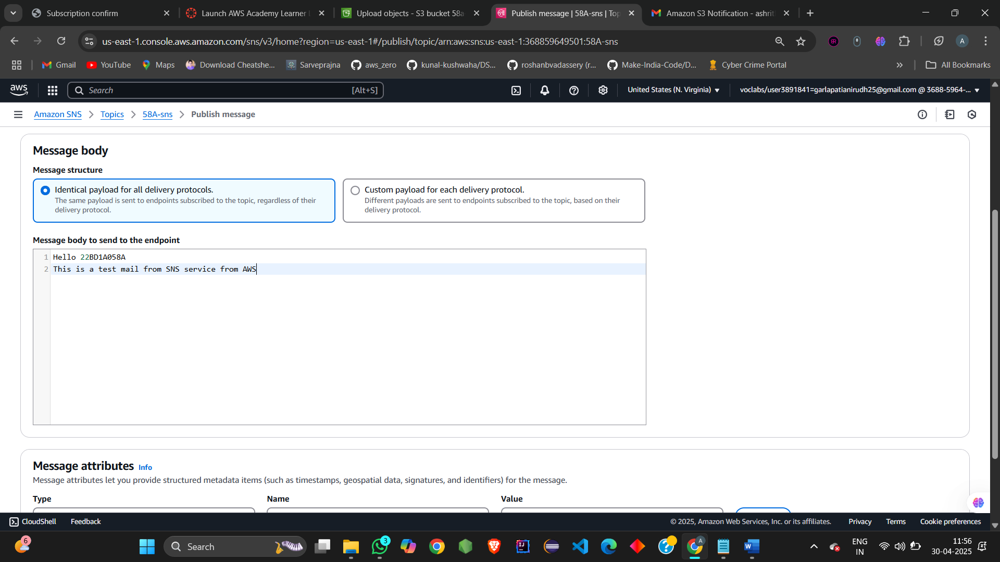 Subscription confirm
Launch AWS Academy Learner
Upload objects - S3 bucket 58a
Publish message | 58A-sns | Top
Amazon S3 Notification - ashrit
us-east-1.console.aws.amazon.com/sns/v3/home?region=us-east-1#/publish/topic/arn:aws:sns:us-east-1:368859649501:58A-sns
ER
A
Gmail
YouTube
Maps
Download Cheatshe...
Sarveprajna
aws_zero
kunal-kushwaha/DS...
roshanbvadassery (r...
Make-India-Code/D...
Cyber Crime Portal
All Bookmarks
aws
Search
[Alt+S]
United States (N. Virginia)
voclabs/user3891841=garlapatianirudh25@gmail.com @ 3688-5964-...
Amazon SNS
Topics
58A-sns
Publish message
Message body
Message structure
Identical payload for all delivery protocols.
The same payload is sent to endpoints subscribed to the topic, regardless of their
delivery protocol.
Custom payload for each delivery protocol.
Different payloads are sent to endpoints subscribed to the topic, based on their
delivery protocol.
Message body to send to the endpoint
1 Hello 22BD1A058A
2 This is a test mail from SNS service from AWS
Message attributes Info
Message attributes let you provide structured metadata items (such as timestamps, geospatial data, signatures, and identifiers) for the message.
Type
Name
Value
CloudShell
Feedback
© 2025, Amazon Web Services, Inc. or its affiliates.
Privacy
Terms
Cookie preferences
6
Search
3
IJ
A
W
ENG
IN
11:56
30-04-2025